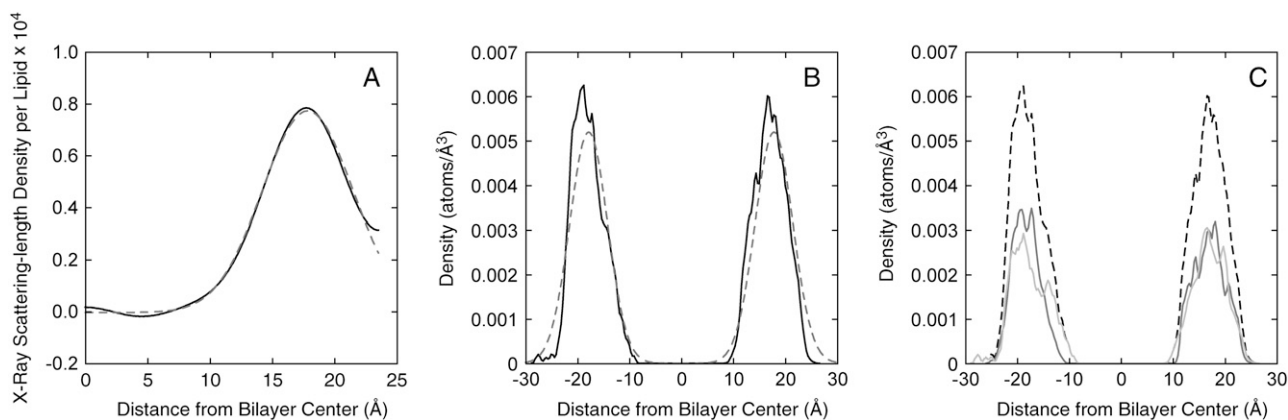 X-Ray Scattering-length Density per Lipid x 10⁴
1.0
0.8
0.6
0.4
0.2
0.0
-0.2
A
0 5 10 15 20 25
Distance from Bilayer Center (Å)
Density (atoms/Å³)
0.007
0.006
0.005
0.004
0.003
0.002
0.001
0
B
-30 -20 -10 0 10 20 30
Distance from Bilayer Center (Å)
Density (atoms/Å³)
0.007
0.006
0.005
0.004
0.003
0.002
0.001
0
C
-30 -20 -10 0 10 20 30
Distance from Bilayer Center (Å)